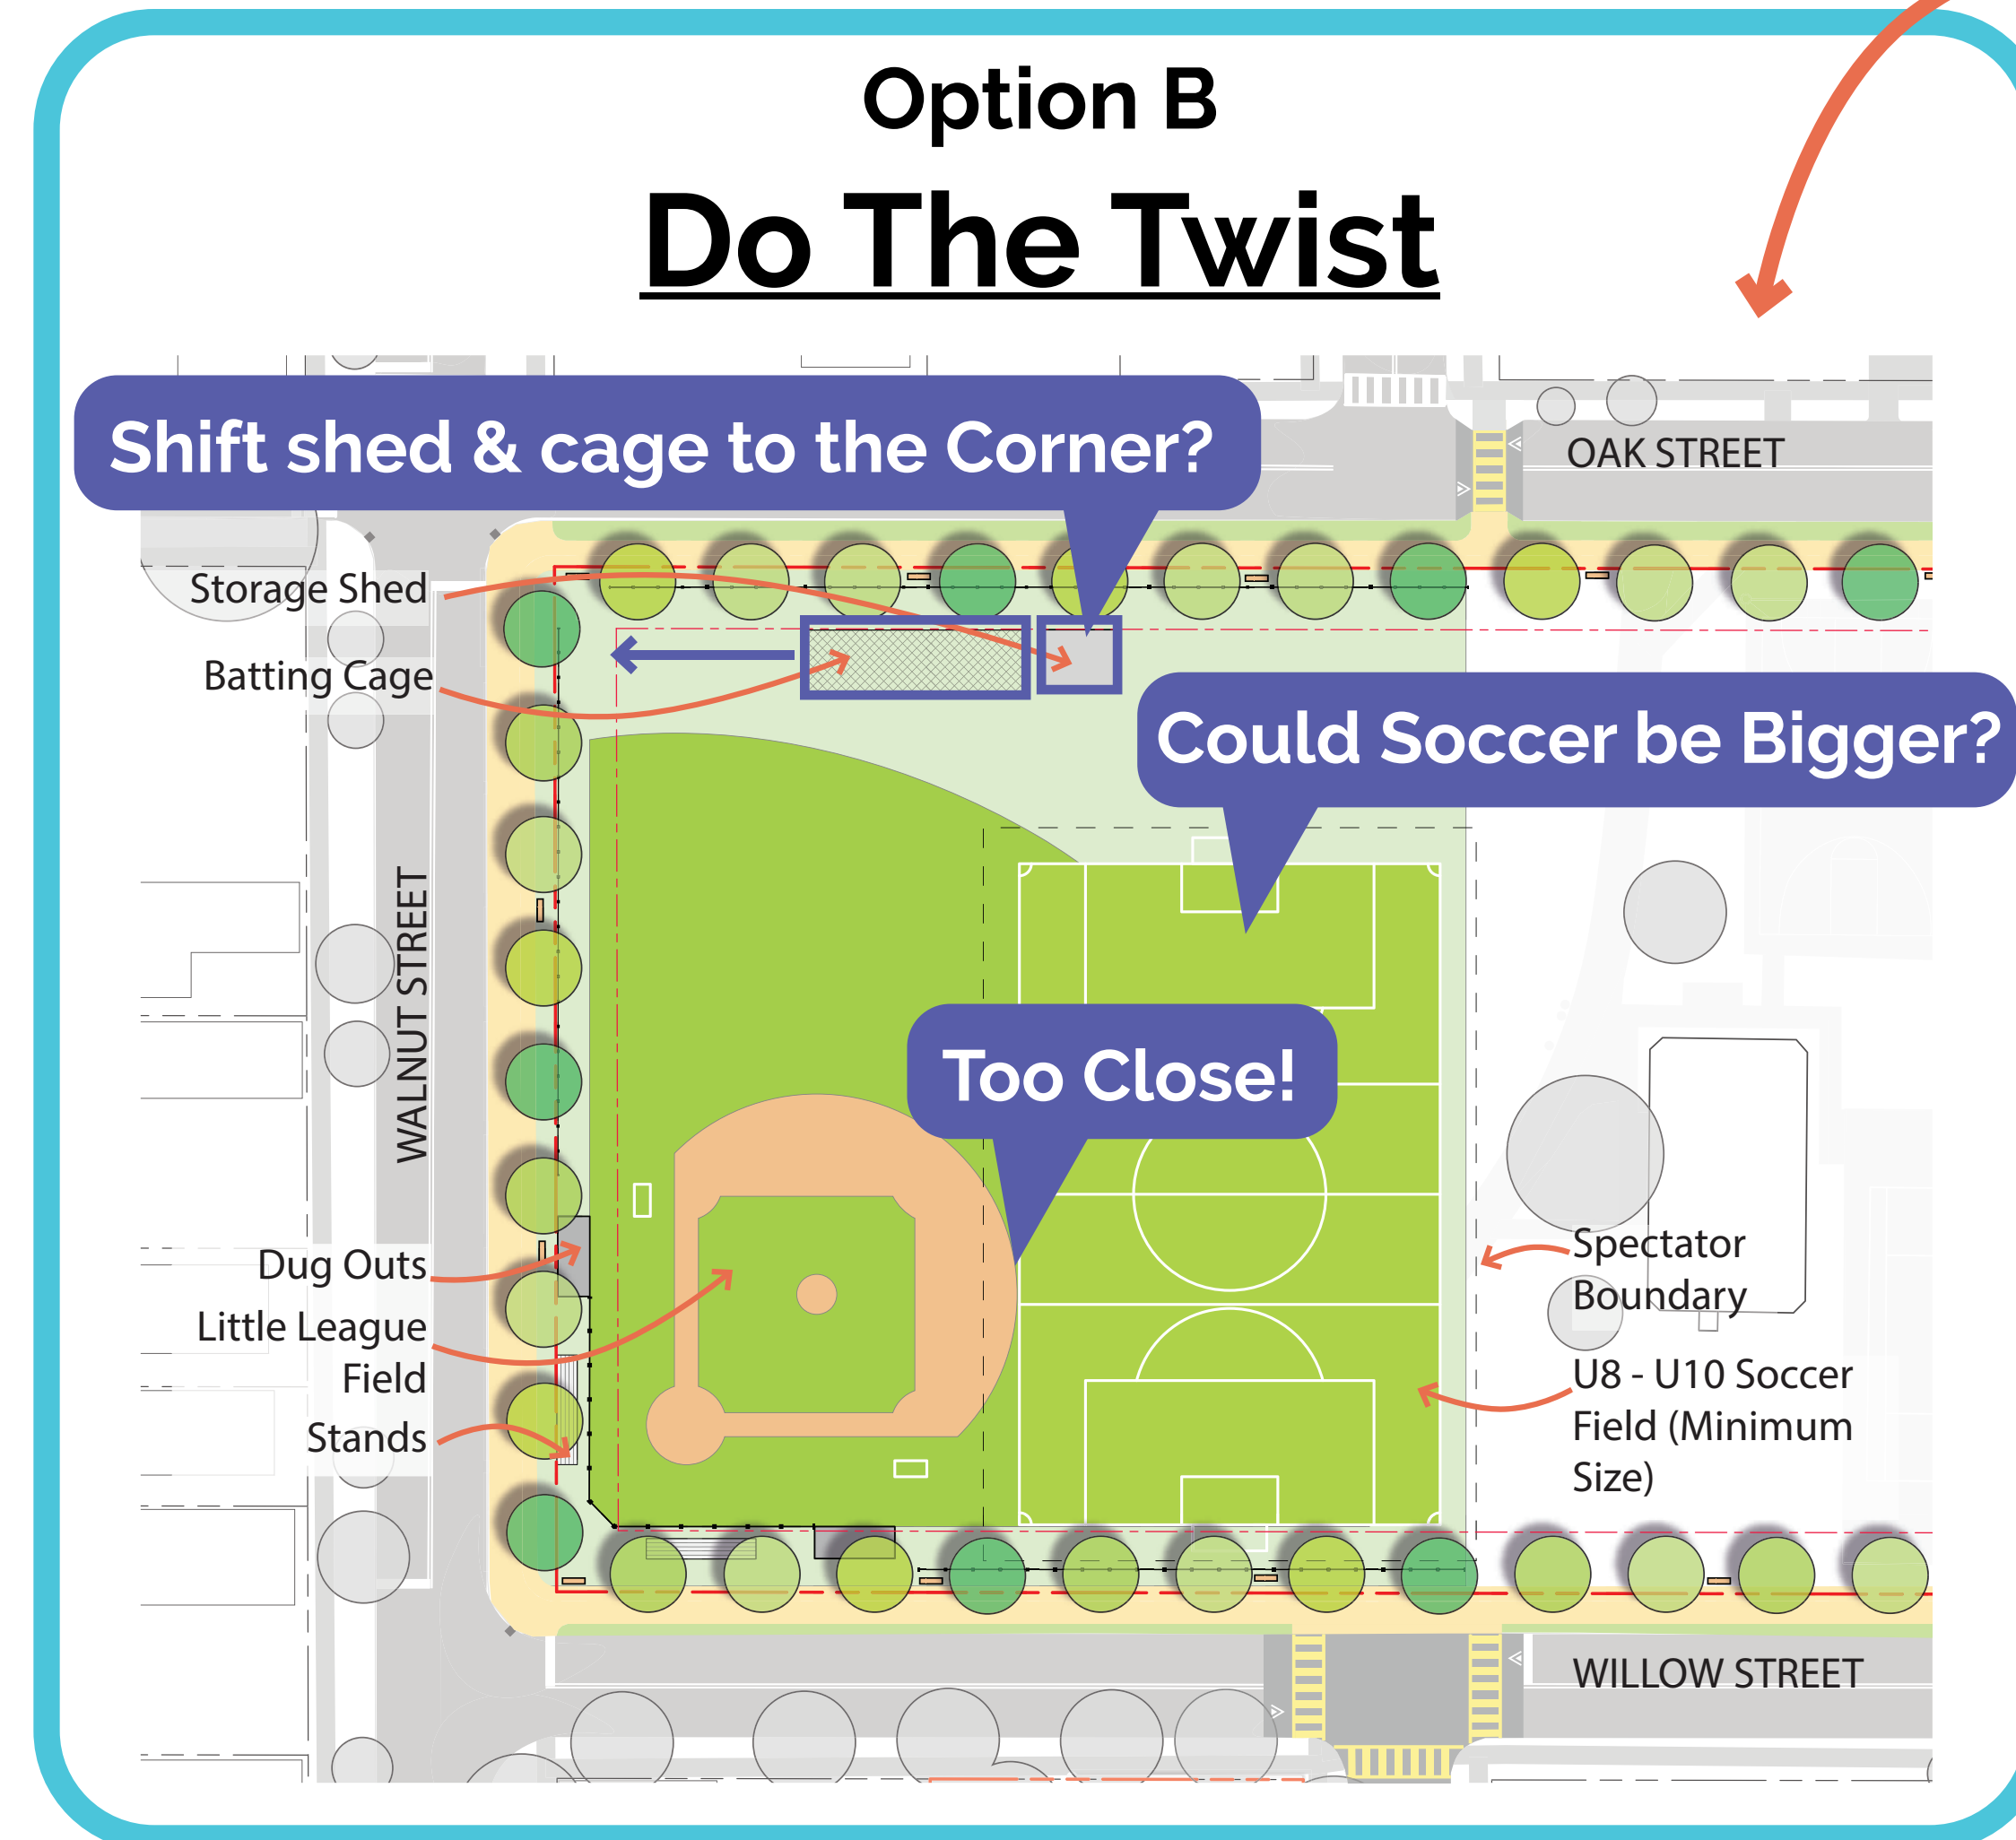 Option B
Do The Twist
Shift shed & cage to the Corner?
OAK STREET
Storage Shed
Batting Cage
Could Soccer be Bigger?
WALNUT STREET
Too Close!
Dug Outs
Little League
Field
Stands
Spectator
Boundary
U8 - U10 Soccer
Field (Minimum
Size)
WILLOW STREET